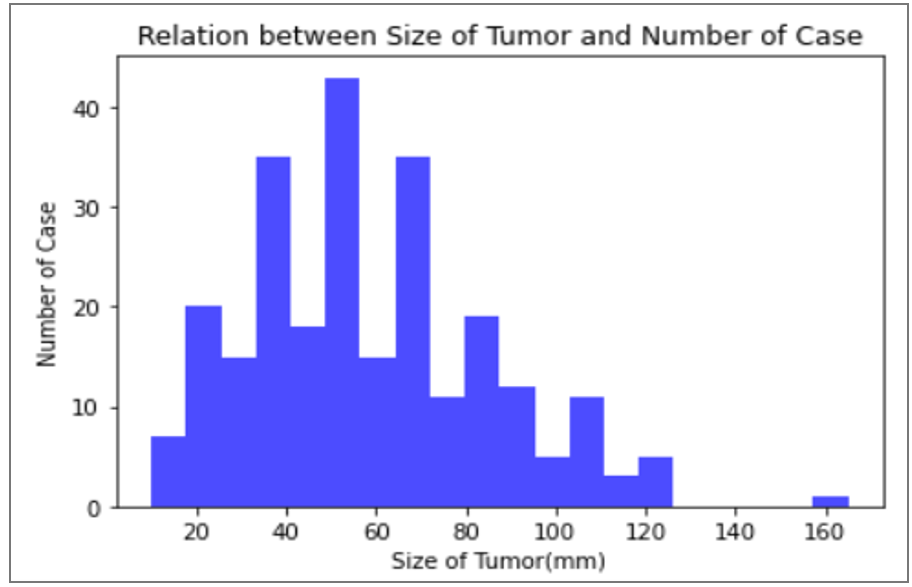 Relation between Size of Tumor and Number of Case
Number of Case
40
30
20
10
0
20 40 60 80 100 120 140 160
Size of Tumor(mm)